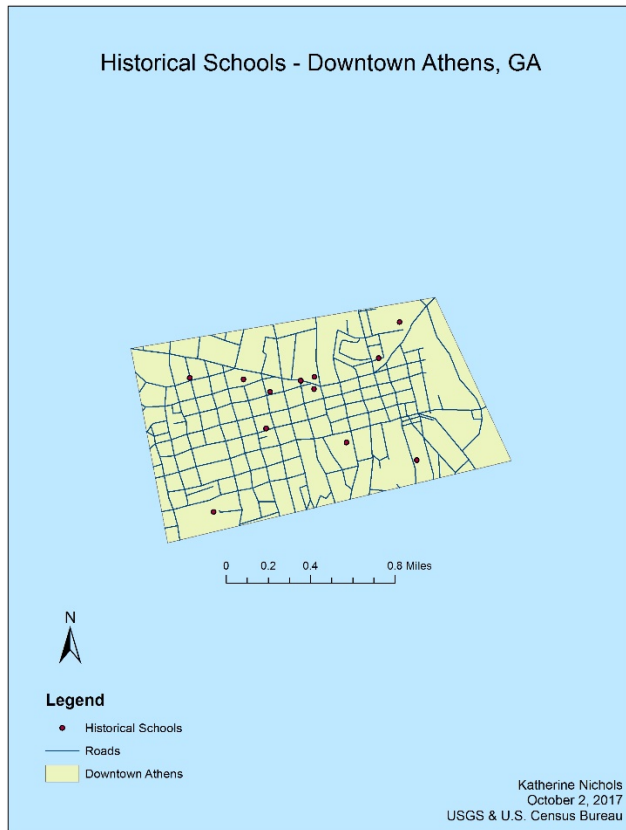 Historical Schools - Downtown Athens, GA
0 0.2 0.4 0.8 Miles
N
Legend
Historical Schools
Roads
Downtown Athens
Katherine Nichols
October 2, 2017
USGS & U.S. Census Bureau